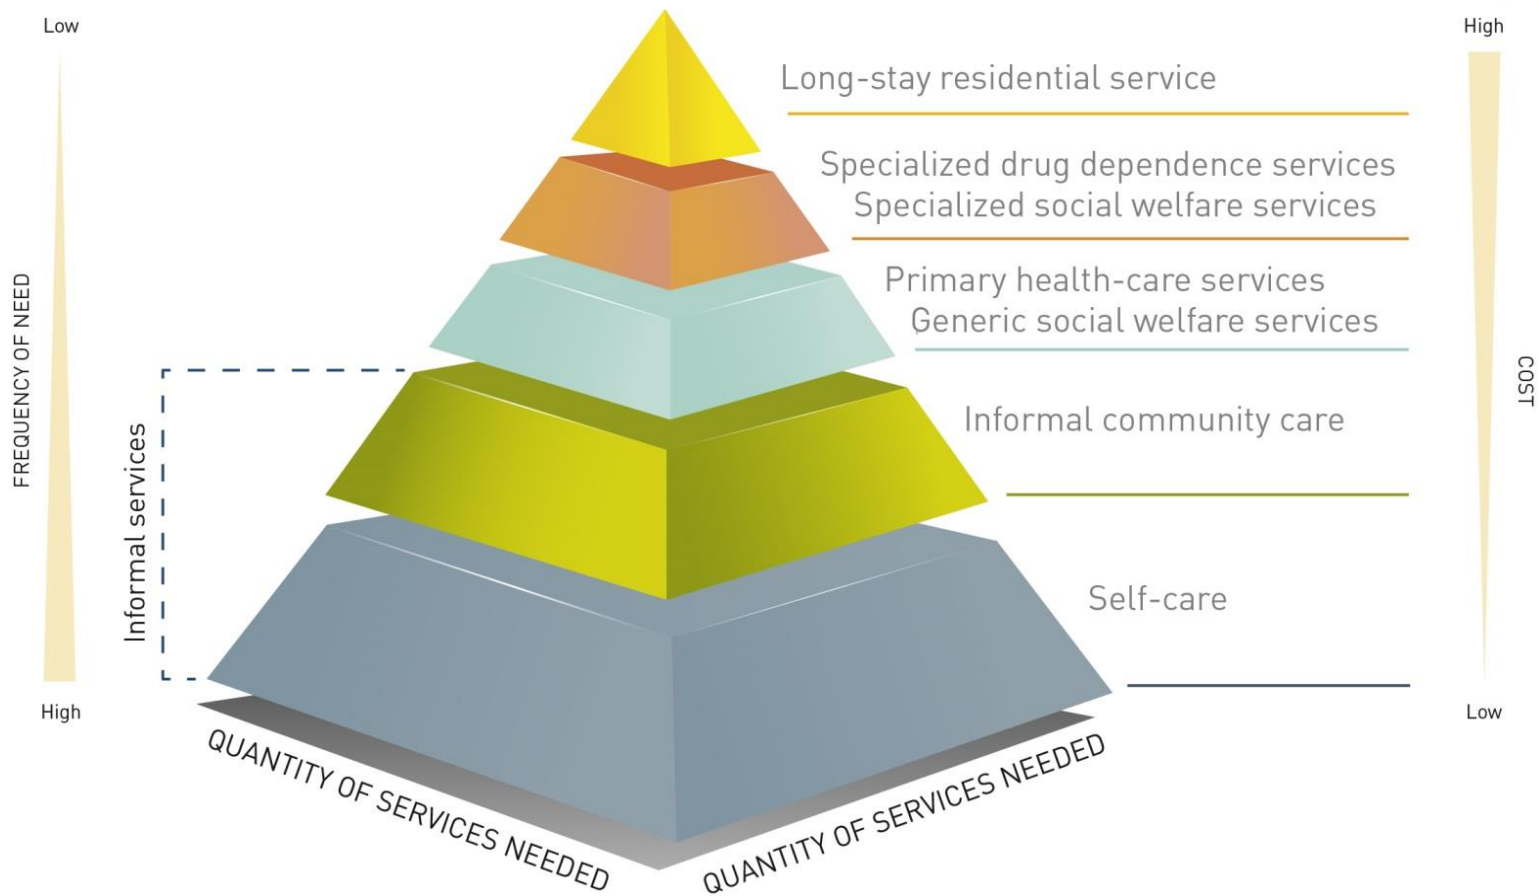 Low
High
Long-stay residential service
Specialized drug dependence services
Specialized social welfare services
Primary health-care services
Generic social welfare services
FREQUENCY OF NEED
COST
Informal community care
Informal services
Self-care
High
Low
QUANTITY OF SERVICES NEEDED
QUANTITY OF SERVICES NEEDED